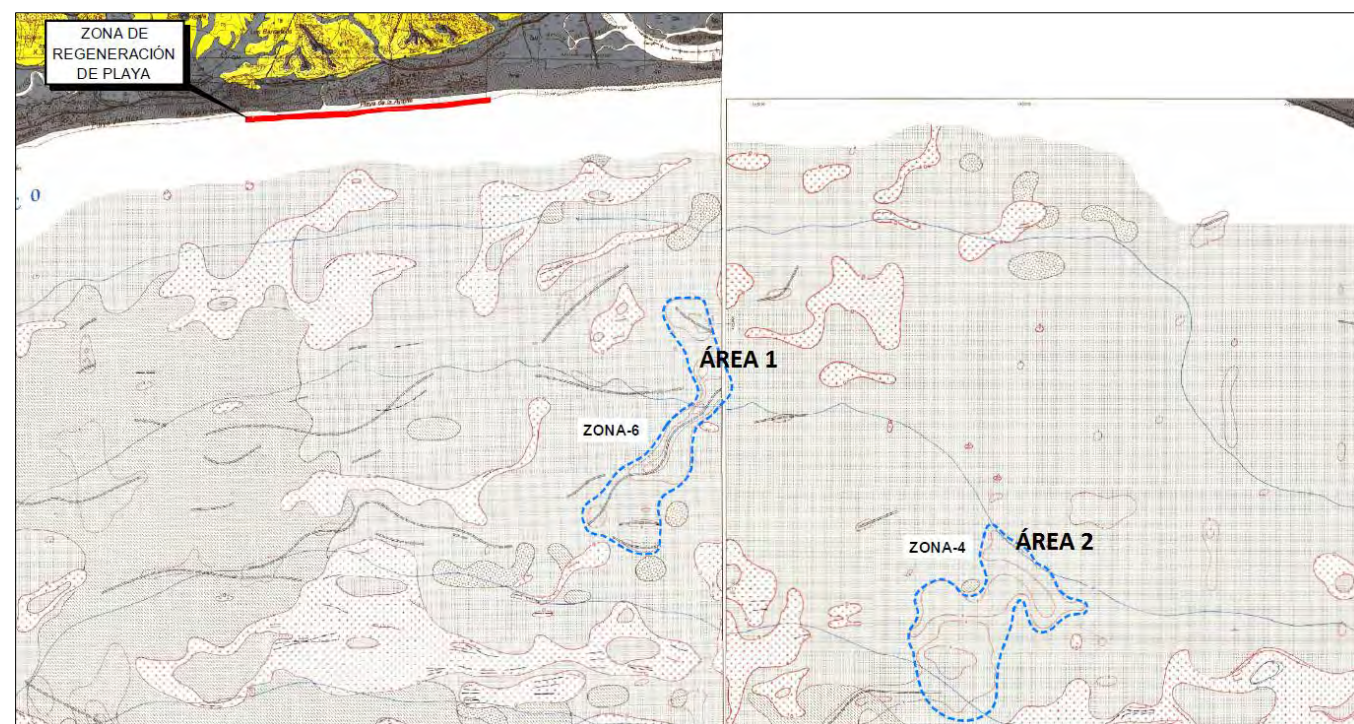 ZONA DE
REGENERACIÓN
DE PLAYA
ÁREA 1
ZONA-6
ZONA-4
ÁREA 2